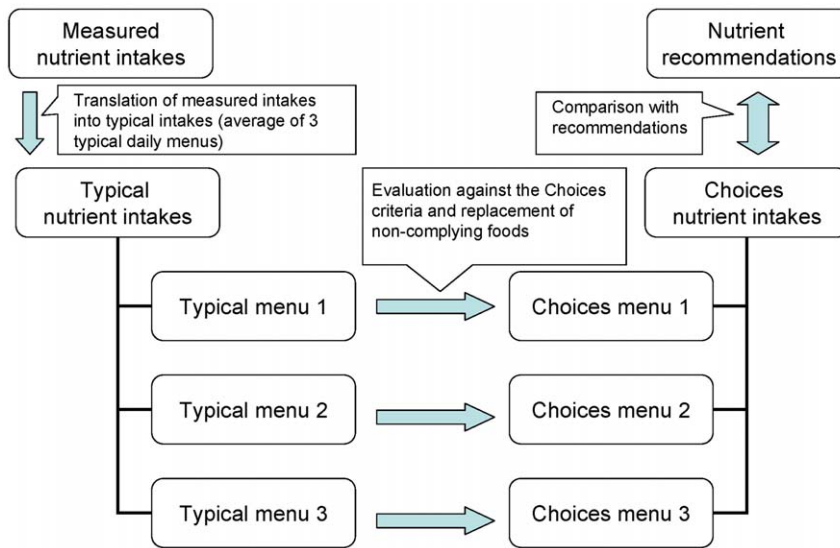 Measured
nutrient intakes
Nutrient
recommendations
Translation of measured intakes
into typical intakes (average of 3
typical daily menus)
Comparison with
recommendations
Typical
nutrient intakes
Evaluation against the Choices
criteria and replacement of
non-complying foods
Choices
nutrient intakes
Typical menu 1
Choices menu 1
Typical menu 2
Choices menu 2
Typical menu 3
Choices menu 3